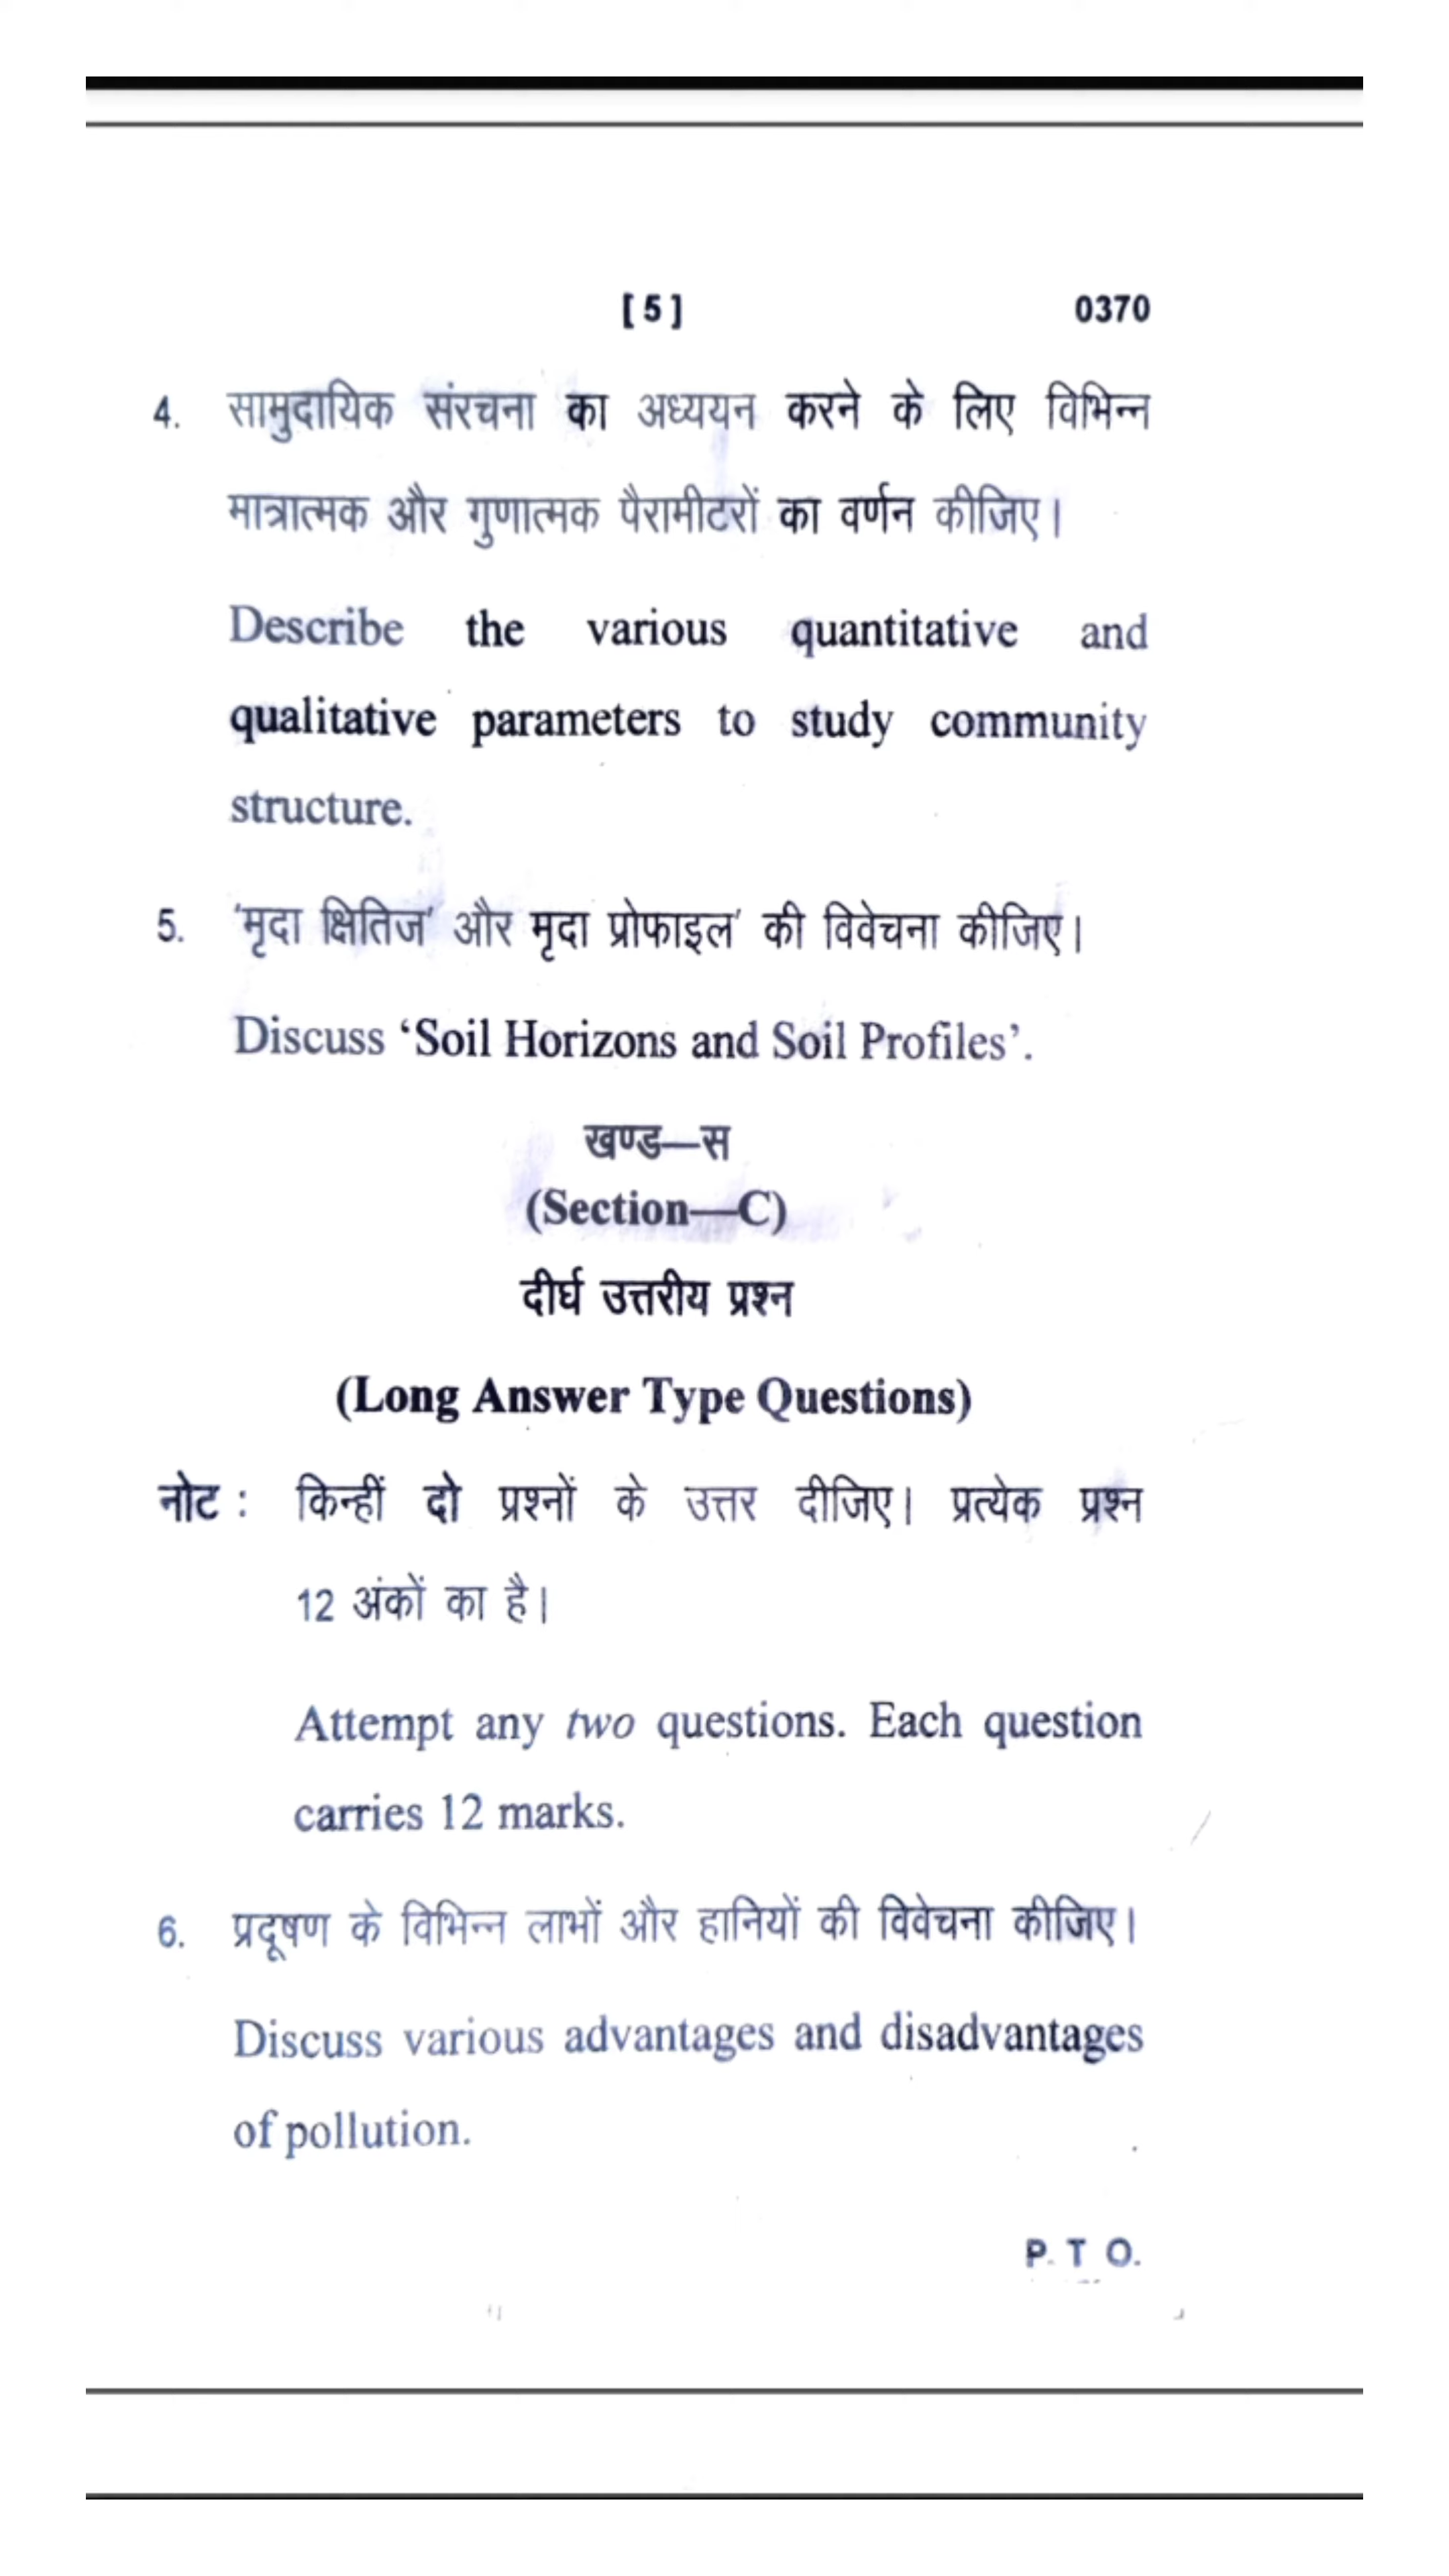 [ 5 ] 0370
4. सामुदायिक संरचना का अध्ययन करने के लिए विभिन्न
मात्रात्मक और गुणात्मक पैरामीटरों का वर्णन कीजिए।
Describe the various quantitative and
qualitative parameters to study community
structure.
5. 'मृदा क्षितिज' और मृदा प्रोफाइल' की विवेचना कीजिए।
Discuss ‘Soil Horizons and Soil Profiles’.
खण्ड—स
(Section—C)
दीर्घ उत्तरीय प्रश्न
(Long Answer Type Questions)
नोट : किन्हीं दो प्रश्नों के उत्तर दीजिए। प्रत्येक प्रश्न
12 अंकों का है।
Attempt any two questions. Each question
carries 12 marks.
6. प्रदूषण के विभिन्न लाभों और हानियों की विवेचना कीजिए।
Discuss various advantages and disadvantages
of pollution.
P. T O.